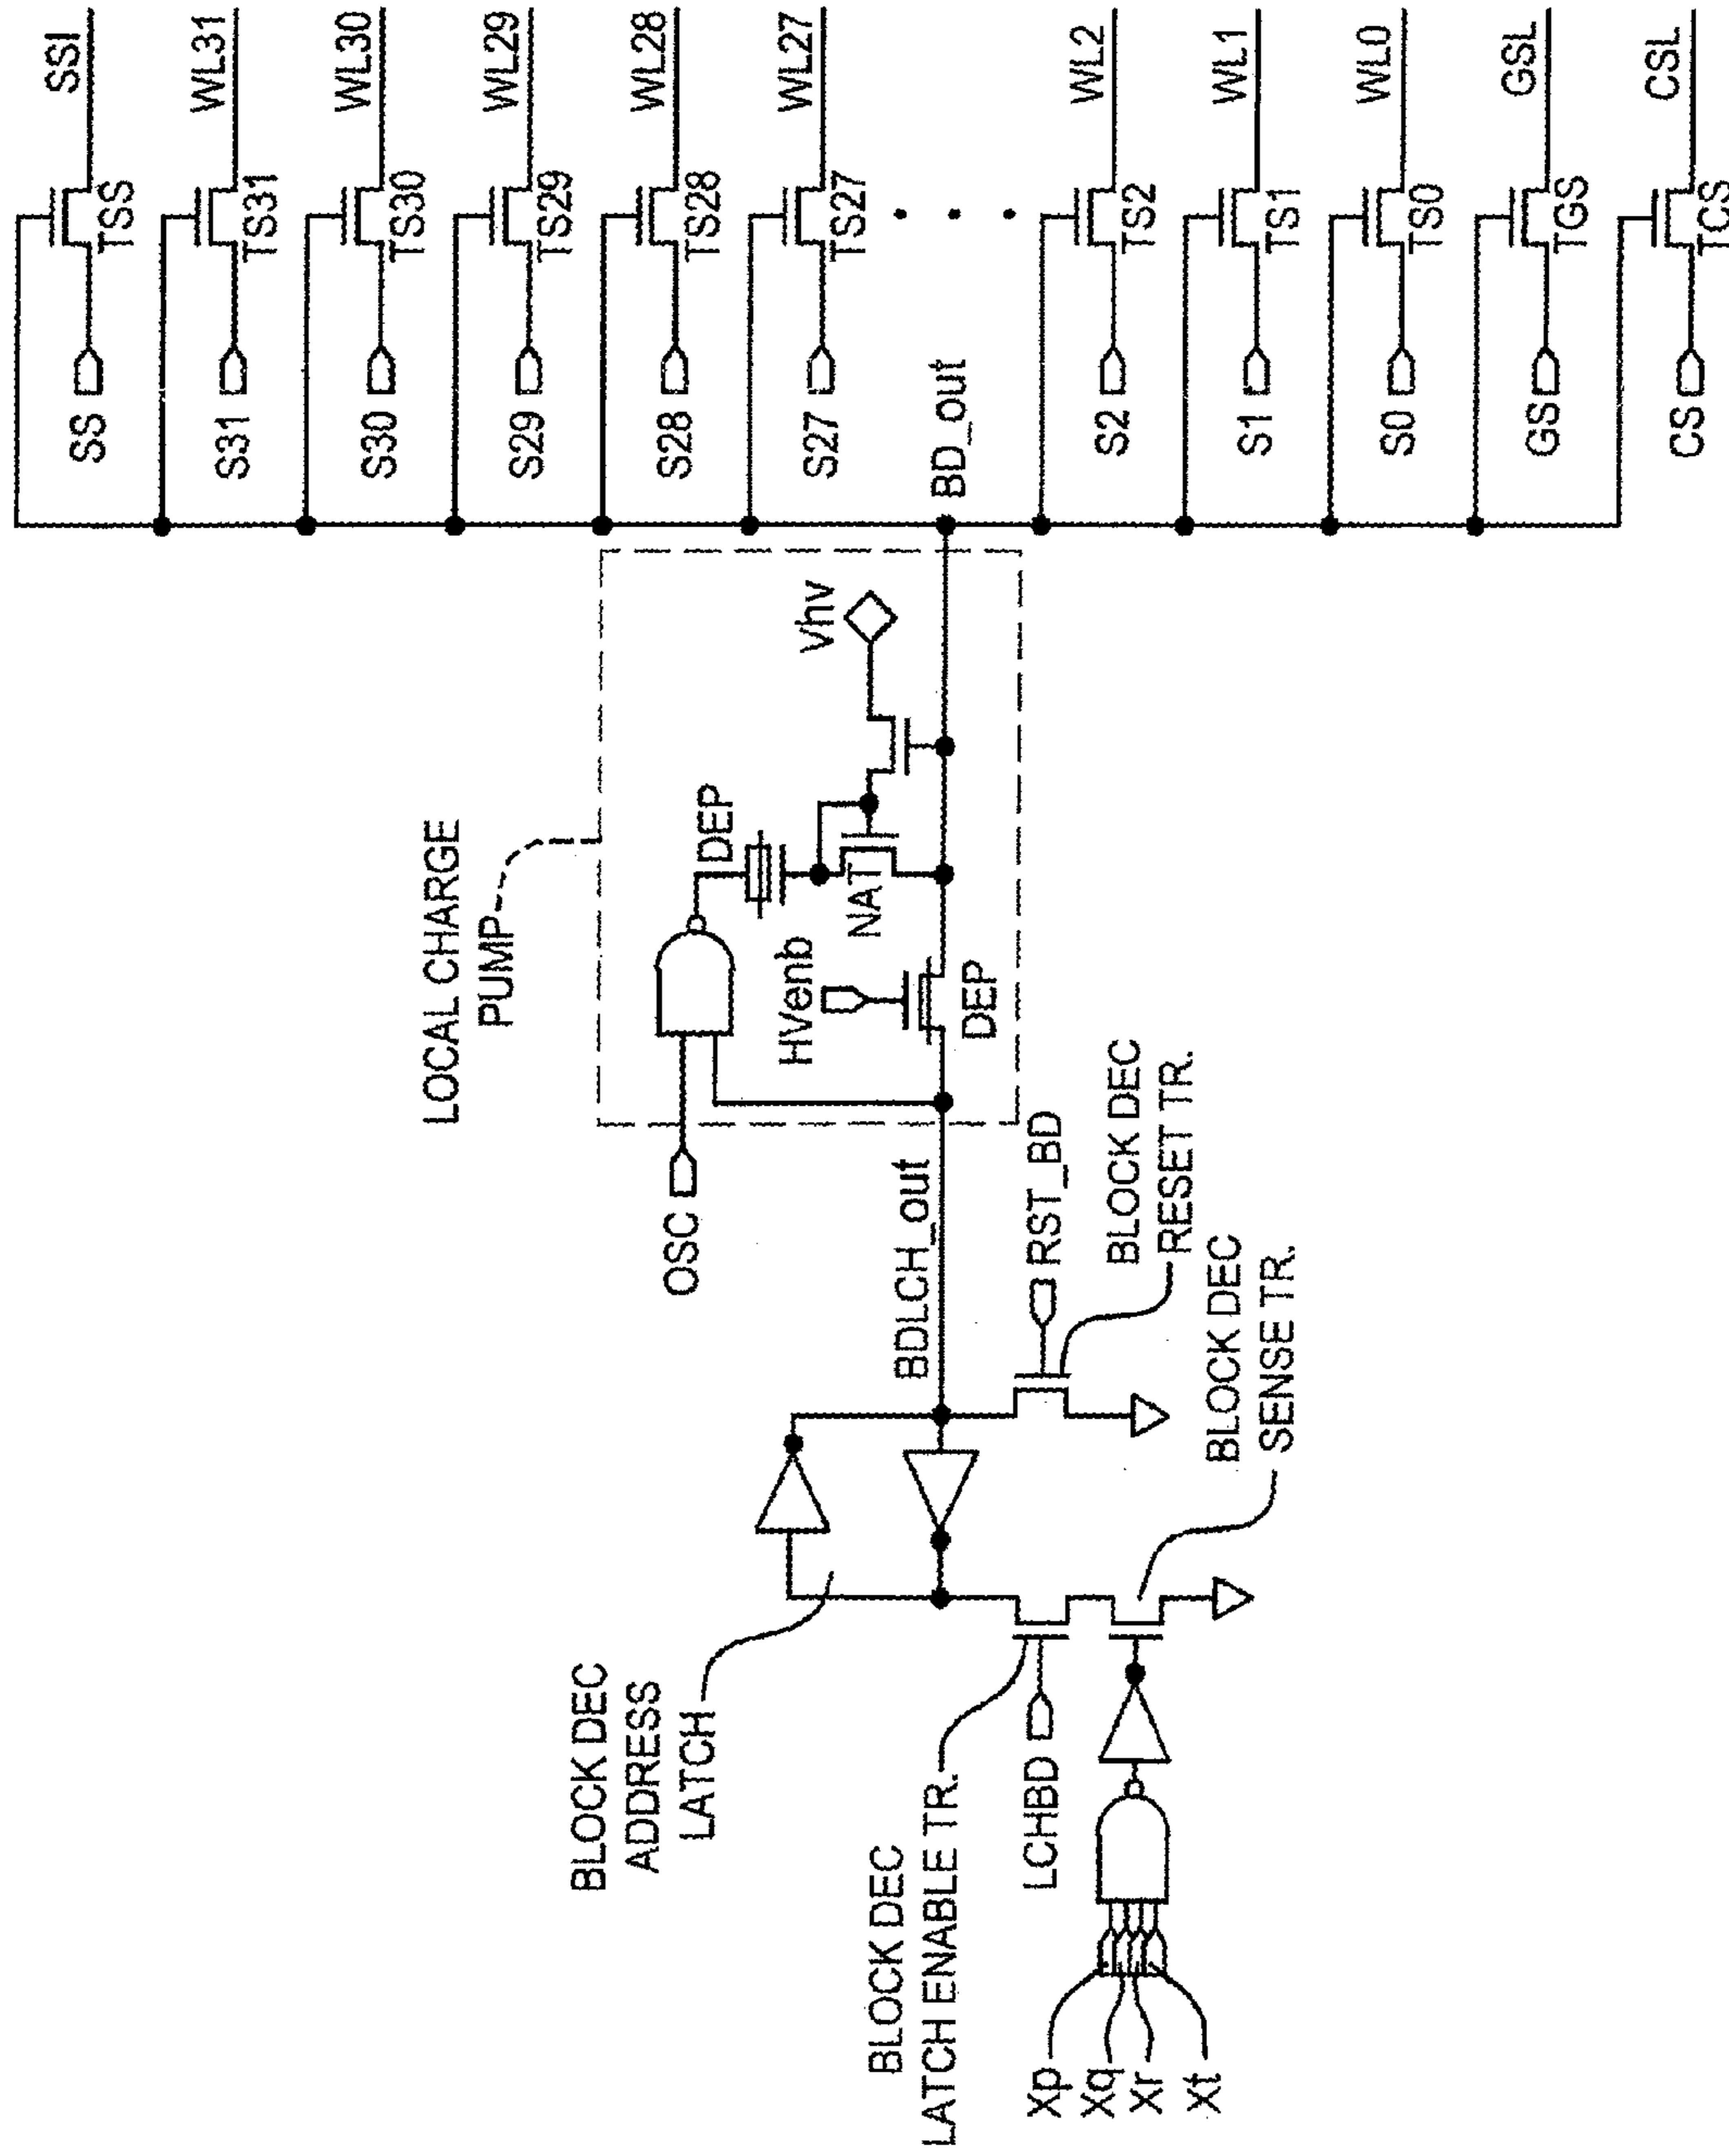 SS
TSS
SSl
S31
TS31
WL31
S30
TS30
WL30
S29
TS29
WL29
S28
TS28
WL28
S27
TS27
WL27
BD_out
S2
TS2
WL2
S1
TS1
WL1
S0
TS0
WL0
GS
TGS
GSL
CS
TCS
CSL
LOCAL CHARGE
PUMP
OSC
DEP
Vhv
NAT
HVenb
DEP
BDLCH_out
RST_BD
BLOCK DEC
RESET TR.
BLOCK DEC
SENSE TR.
BLOCK DEC
ADDRESS
LATCH
BLOCK DEC
LATCH ENABLE TR.
LCHBD
Xp
Xq
Xr
Xt